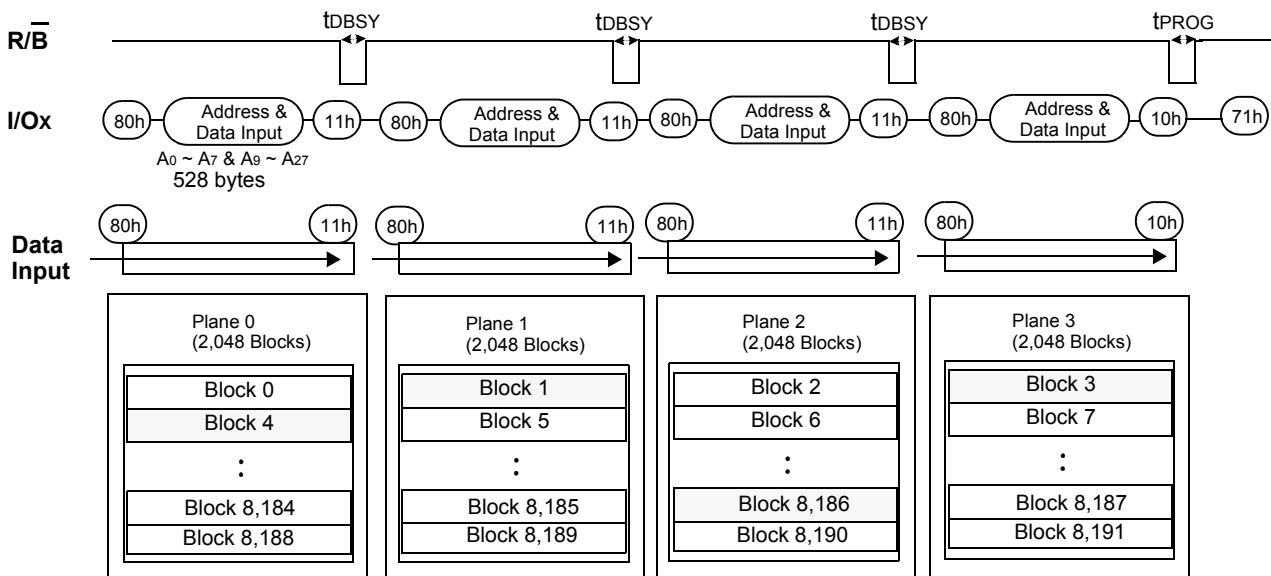 tDBSY tDBSY tDBSY tPROG
R/B
I/Ox 80h Address & Data Input 11h 80h Address & Data Input 11h 80h Address & Data Input 11h 80h Address & Data Input 10h 71h
A0 ~ A7 & A9 ~ A27
528 bytes
80h 11h 80h 11h 80h 11h 80h 10h
Data
Input
Plane 0
(2,048 Blocks)
Block 0
Block 4
:
Block 8,184
Block 8,188
Plane 1
(2,048 Blocks)
Block 1
Block 5
:
Block 8,185
Block 8,189
Plane 2
(2,048 Blocks)
Block 2
Block 6
:
Block 8,186
Block 8,190
Plane 3
(2,048 Blocks)
Block 3
Block 7
:
Block 8,187
Block 8,191